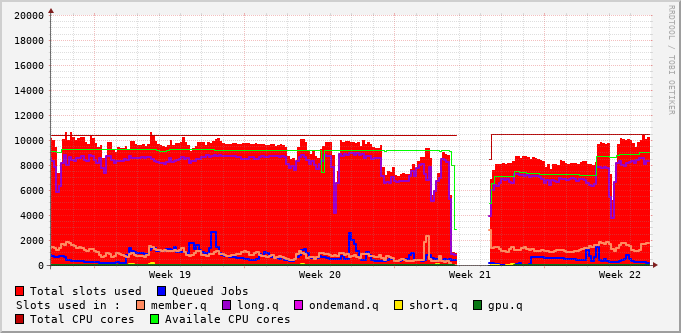 RRDTOOL / TOBI OETIKER
20000
18000
16000
14000
12000
10000
8000
6000
4000
2000
0
Week 19 Week 20 Week 21 Week 22
Total slots used Queued Jobs
Slots used in : member.q long.q ondemand.q short.q gpu.q
Total CPU cores Availale CPU cores